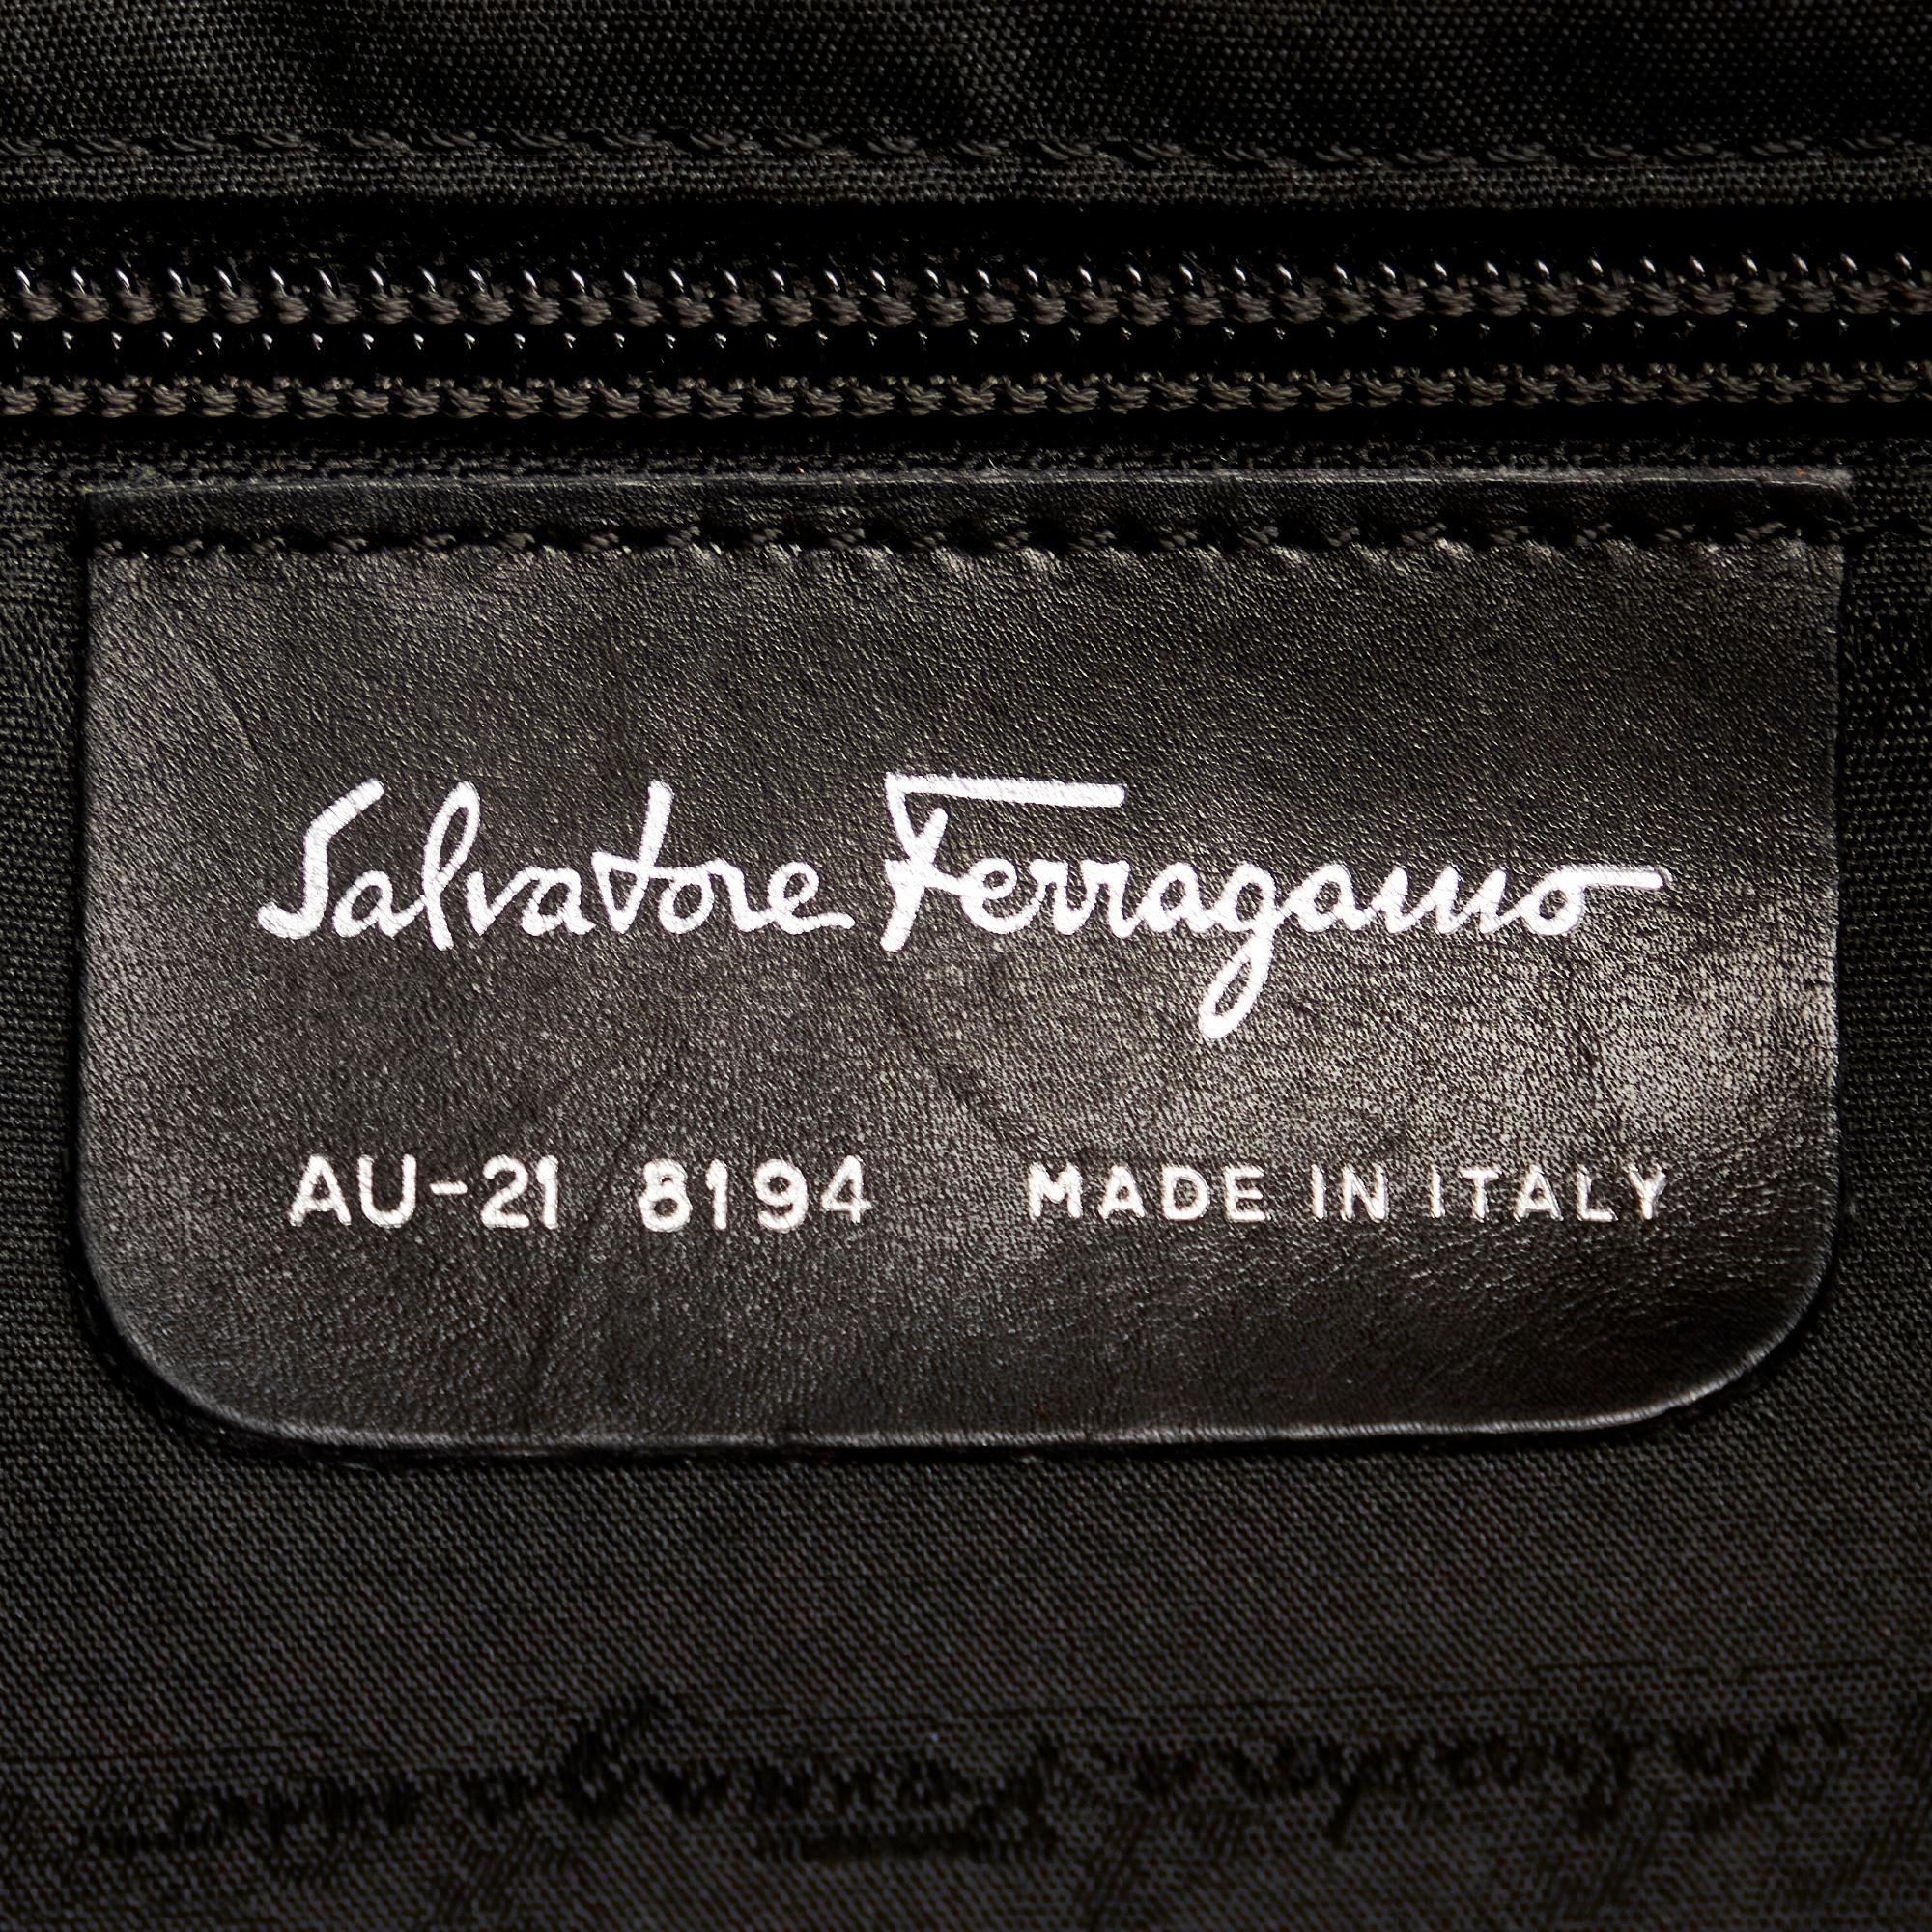 Salvatore Ferragamo
AU-21 8194 MADE IN ITALY